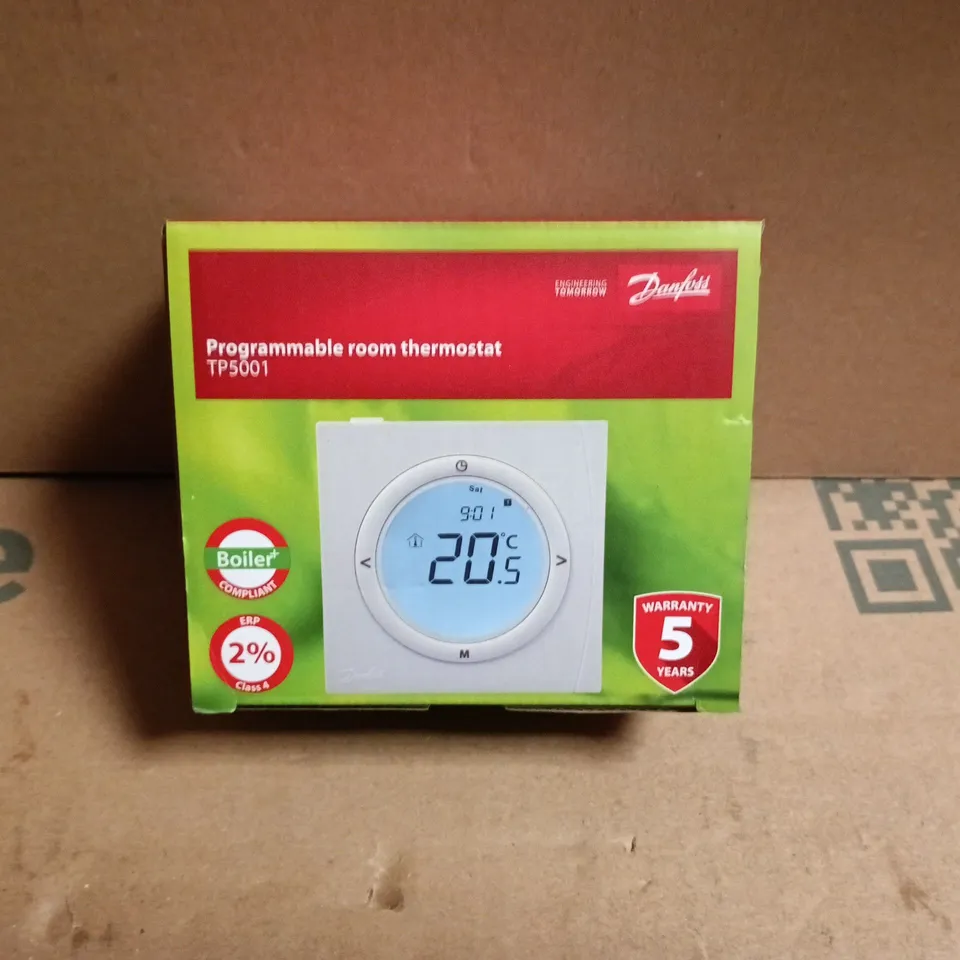 ENGINEERING
TOMORROW
Danfoss
Programmable room thermostat
TP5001
Sat
9:01
20.5°C
<
>
M
Danfoss
Boiler+
COMPLIANT
ERP
2%
Class 4
WARRANTY
5
YEARS
e